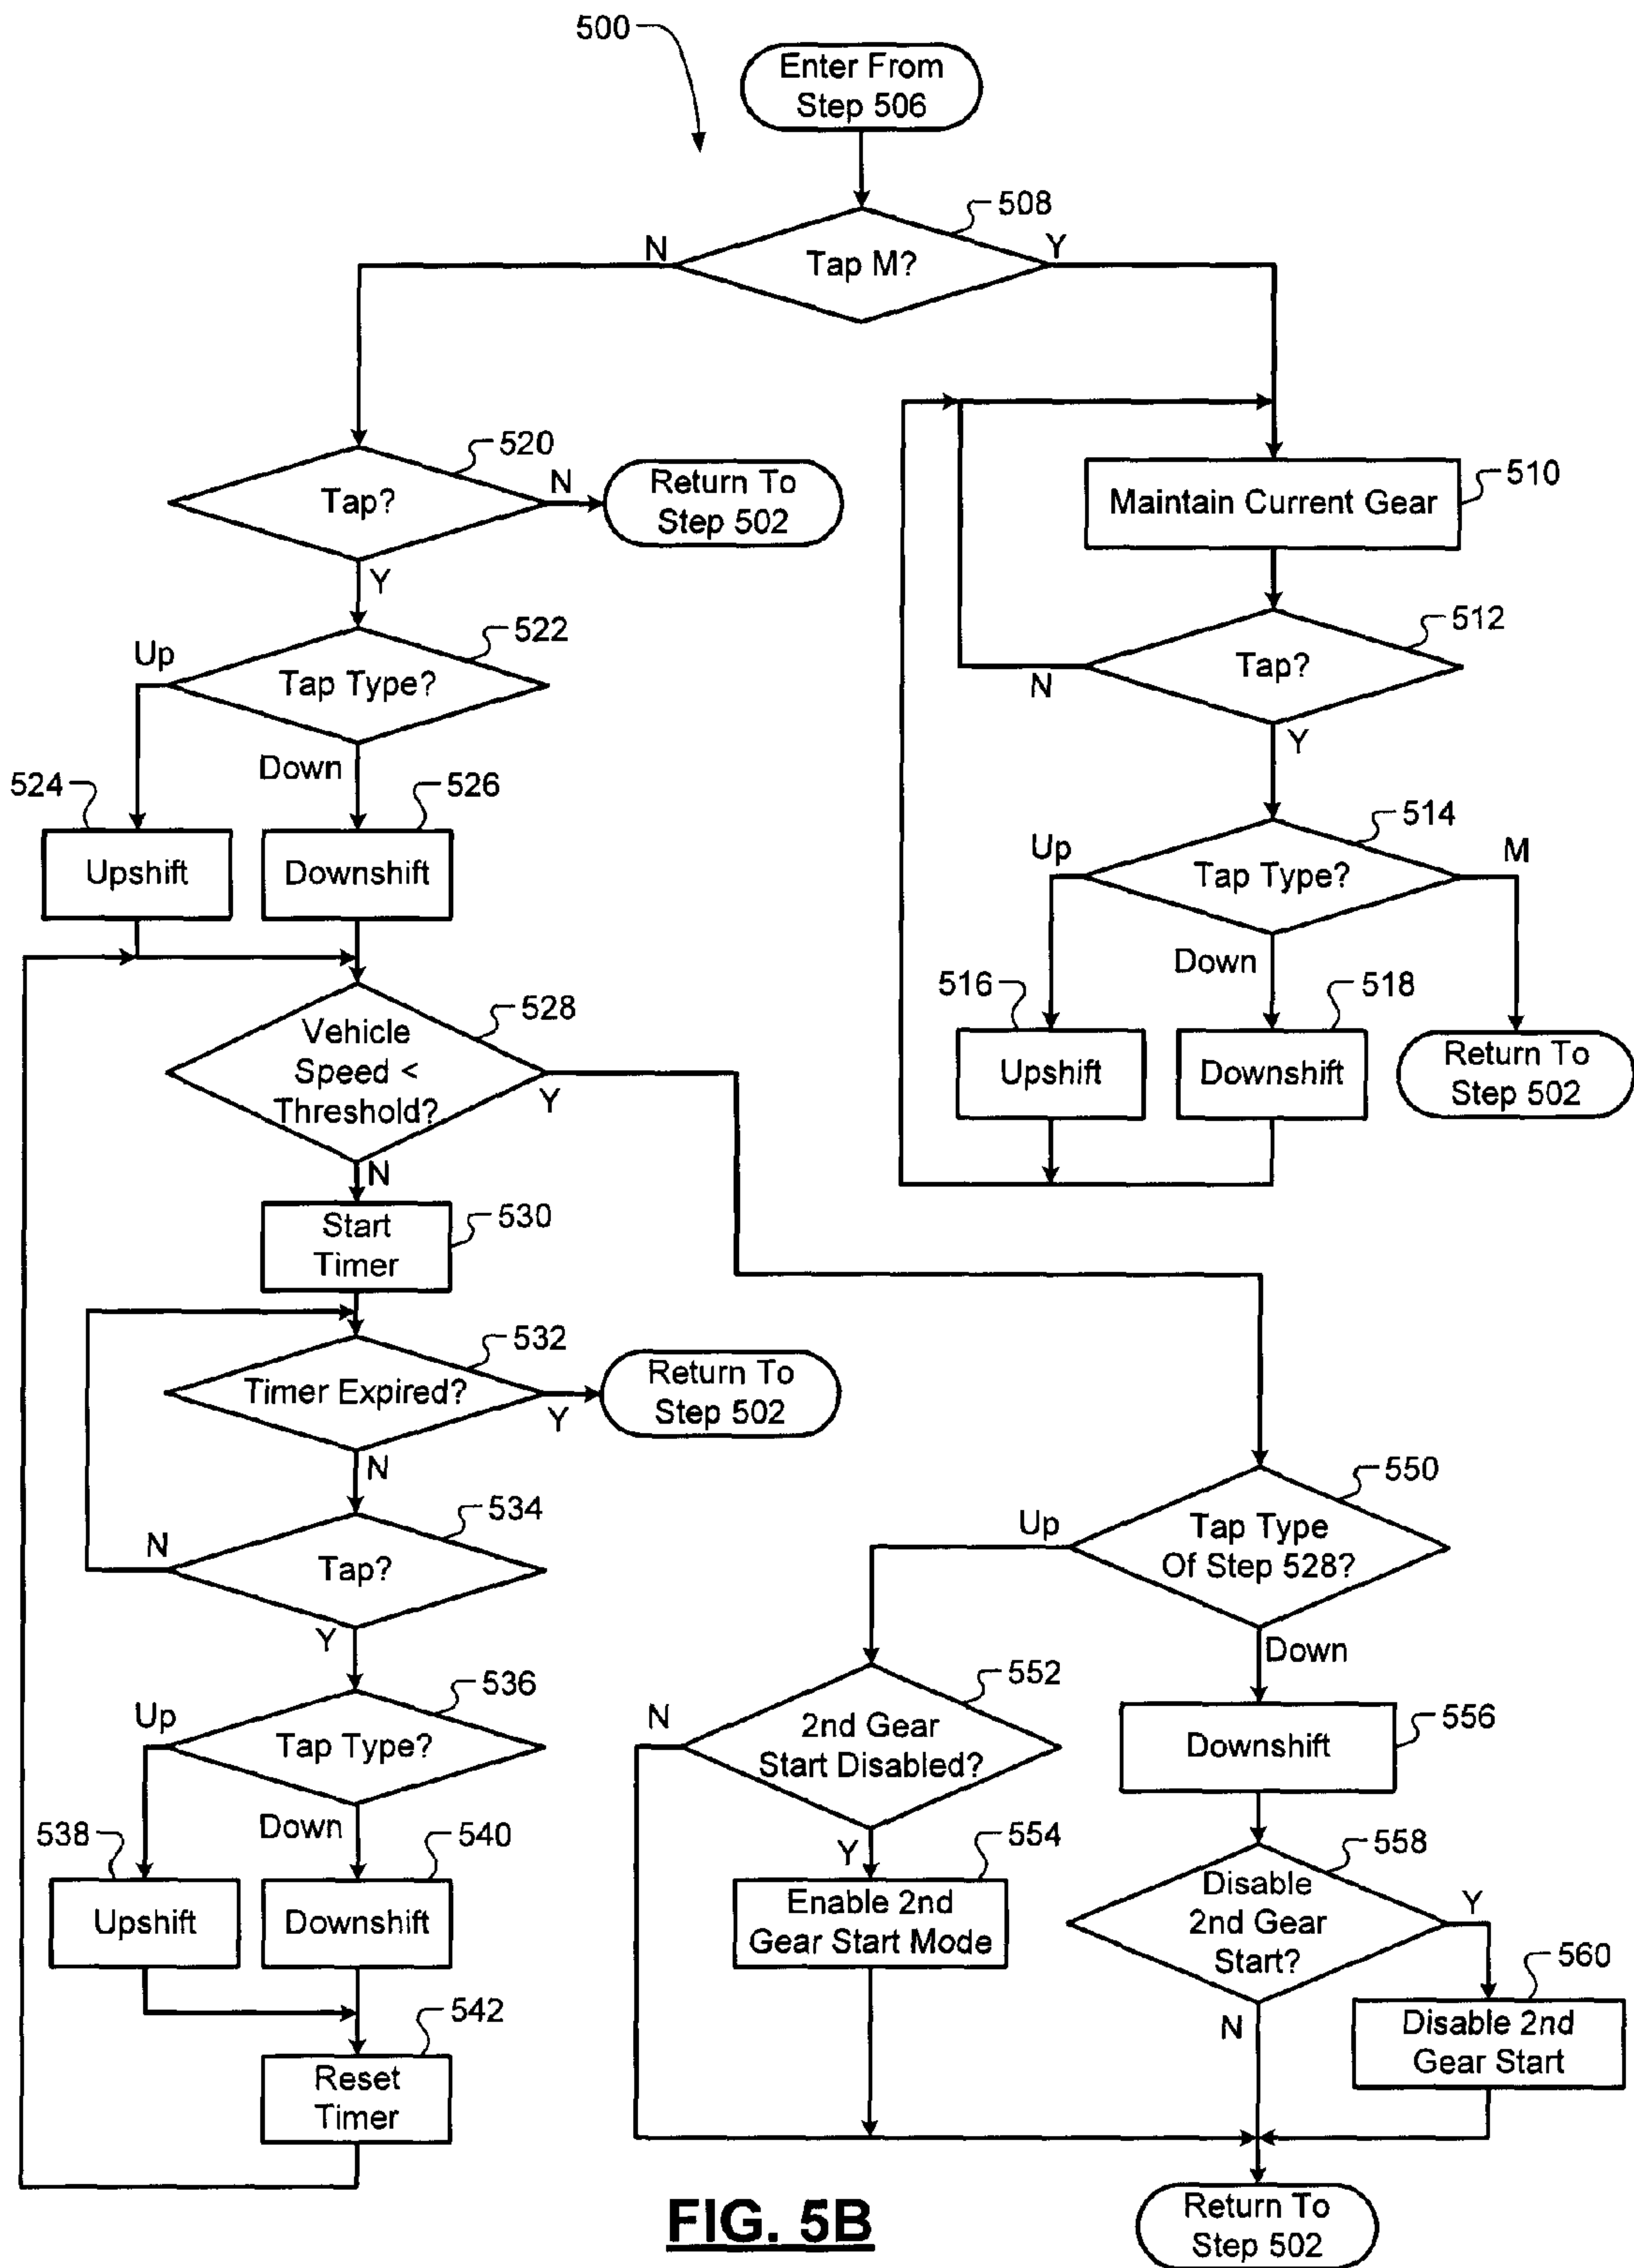 500
Enter From
Step 506
508
N
Tap M?
Y
520
Tap?
N
Return To
Step 502
Y
510
Maintain Current Gear
512
Tap?
N
Y
522
Up
Tap Type?
Down
524
Upshift
526
Downshift
514
Up
Tap Type?
M
Down
516
Upshift
518
Downshift
Return To
Step 502
528
Vehicle
Speed <
Threshold?
Y
N
530
Start
Timer
532
Timer Expired?
Y
Return To
Step 502
N
534
N
Tap?
Y
536
Up
Tap Type?
Down
538
Upshift
540
Downshift
542
Reset
Timer
550
Up
Tap Type
Of Step 528?
Down
552
N
2nd Gear
Start Disabled?
Y
554
Enable 2nd
Gear Start Mode
556
Downshift
558
Disable
2nd Gear
Start?
Y
N
560
Disable 2nd
Gear Start
Return To
Step 502
FIG. 5B